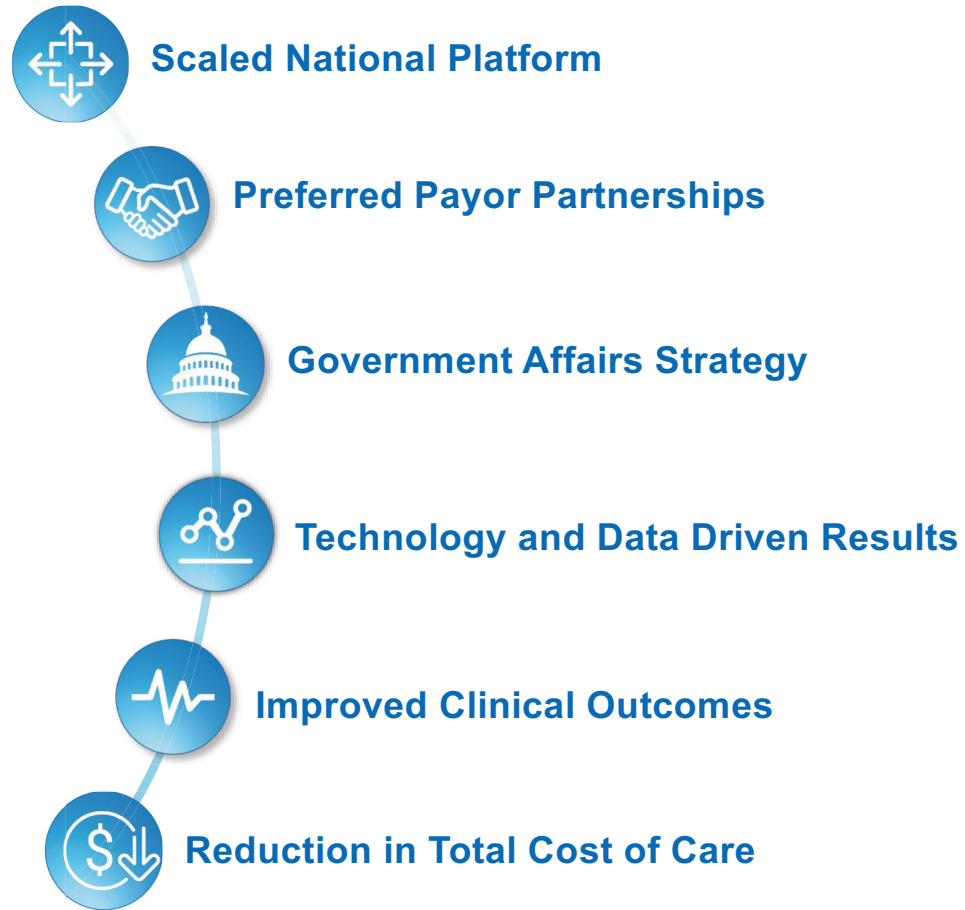 Scaled National Platform
Preferred Payor Partnerships
Government Affairs Strategy
Technology and Data Driven Results
Improved Clinical Outcomes
$
Reduction in Total Cost of Care